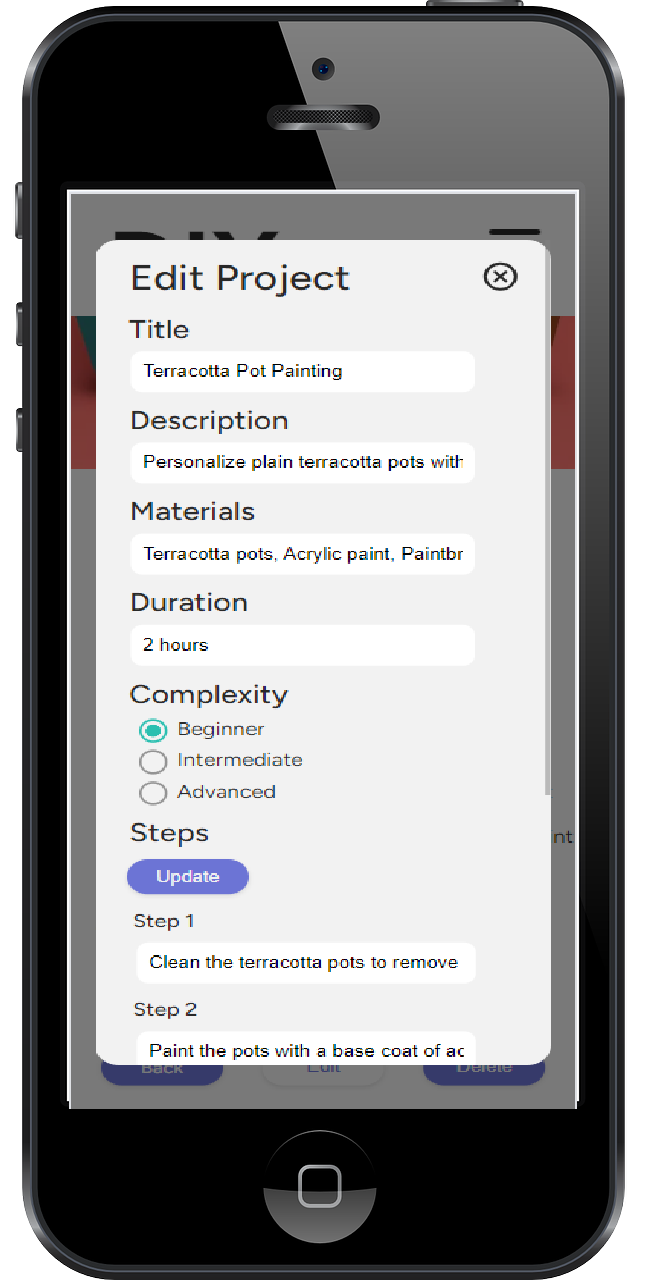 Edit Project
Title
Terracotta Pot Painting
Description
Personalize plain terracotta pots with
Materials
Terracotta pots, Acrylic paint, Paintbr
Duration
2 hours
Complexity
Beginner
Intermediate
Advanced
Steps
nt
Update
Step 1
Clean the terracotta pots to remove
Step 2
Paint the pots with a base coat of ac
Back Edit Delete